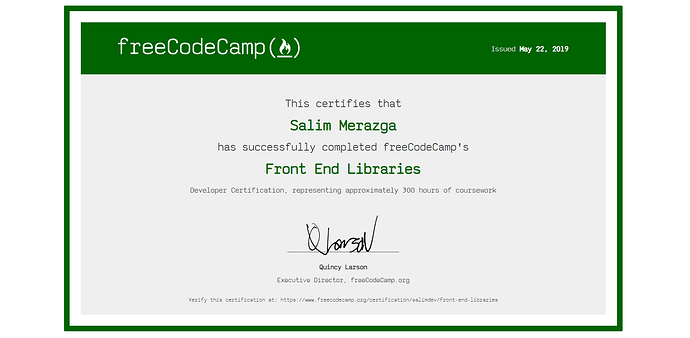 freeCodeCamp(🔥)
Issued May 22, 2019
This certifies that
Salim Merazga
has successfully completed freeCodeCamp's
Front End Libraries
Developer Certification, representing approximately 300 hours of coursework
QLarson
Quincy Larson
Executive Director, freeCodeCamp.org
Verify this certification at: https://www.freecodecamp.org/certification/salimdev/front-end-libraries